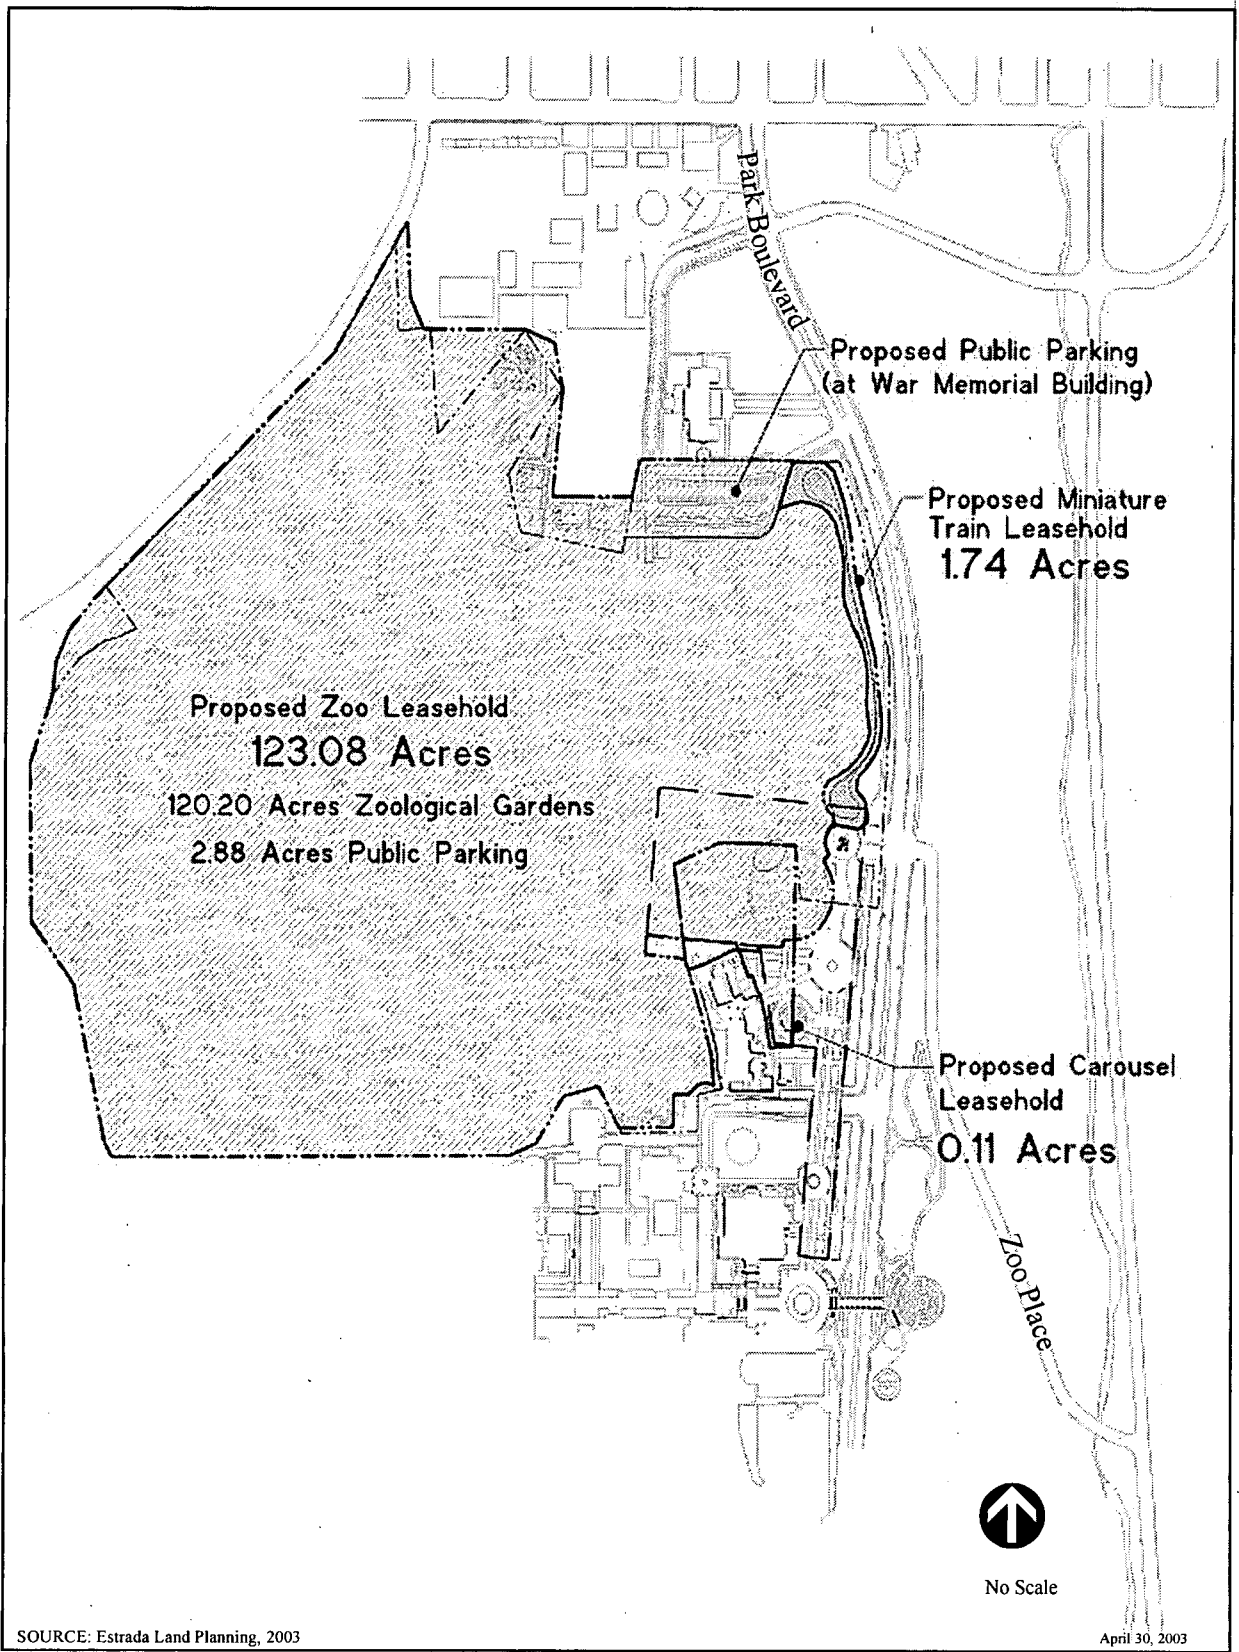 Park Boulevard
Proposed Public Parking
(at War Memorial Building)
Proposed Miniature
Train Leasehold
1.74 Acres
Proposed Zoo Leasehold
123.08 Acres
120.20 Acres Zoological Gardens
2.88 Acres Public Parking
Proposed Carousel
Leasehold
0.11 Acres
Zoo Place
No Scale
SOURCE: Estrada Land Planning, 2003
April 30, 2003